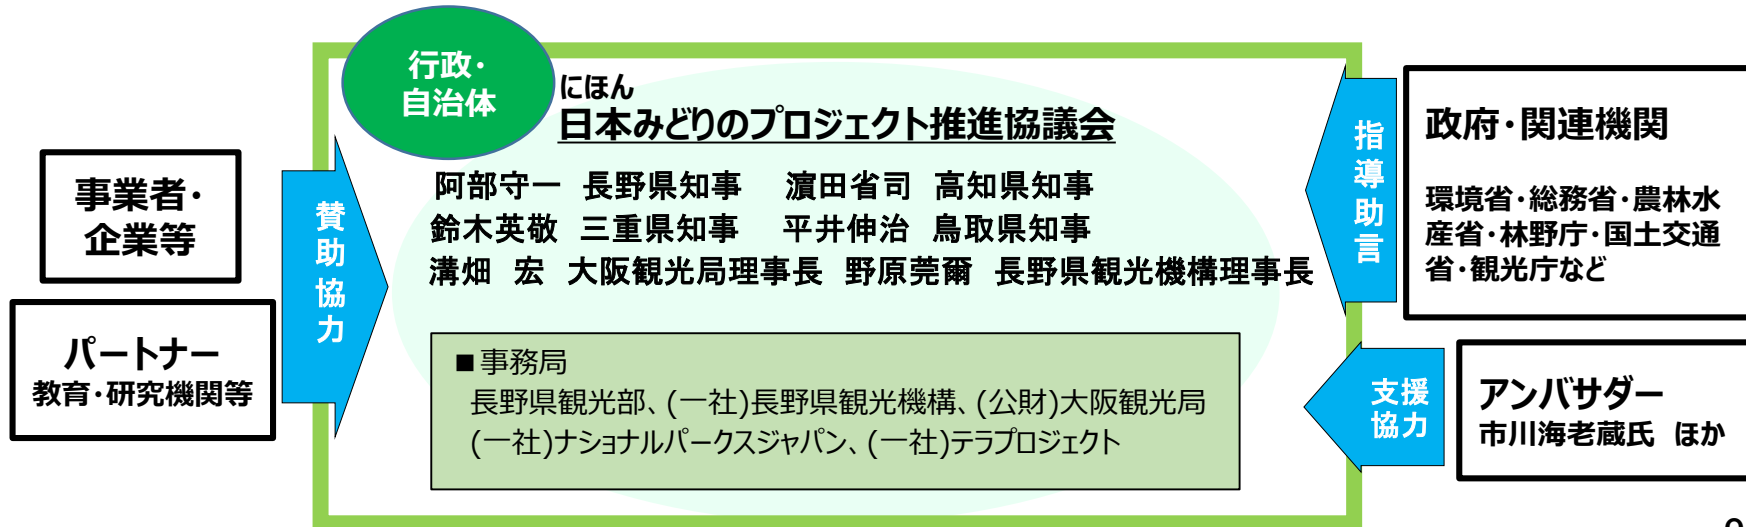 行政・
自治体
にほん
日本みどりのプロジェクト推進協議会
阿部守一 長野県知事 濵田省司 高知県知事
鈴木英敬 三重県知事 平井伸治 鳥取県知事
溝畑 宏 大阪観光局理事長 野原莞爾 長野県観光機構理事長
■事務局
長野県観光部、(一社)長野県観光機構、(公財)大阪観光局
(一社)ナショナルパークスジャパン、(一社)テラプロジェクト
事業者・
企業等
パートナー
教育・研究機関等
賛助協力
指導助言
政府・関連機関
環境省・総務省・農林水
産省・林野庁・国土交通
省・観光庁など
支援
協力
アンバサダー
市川海老蔵氏 ほか